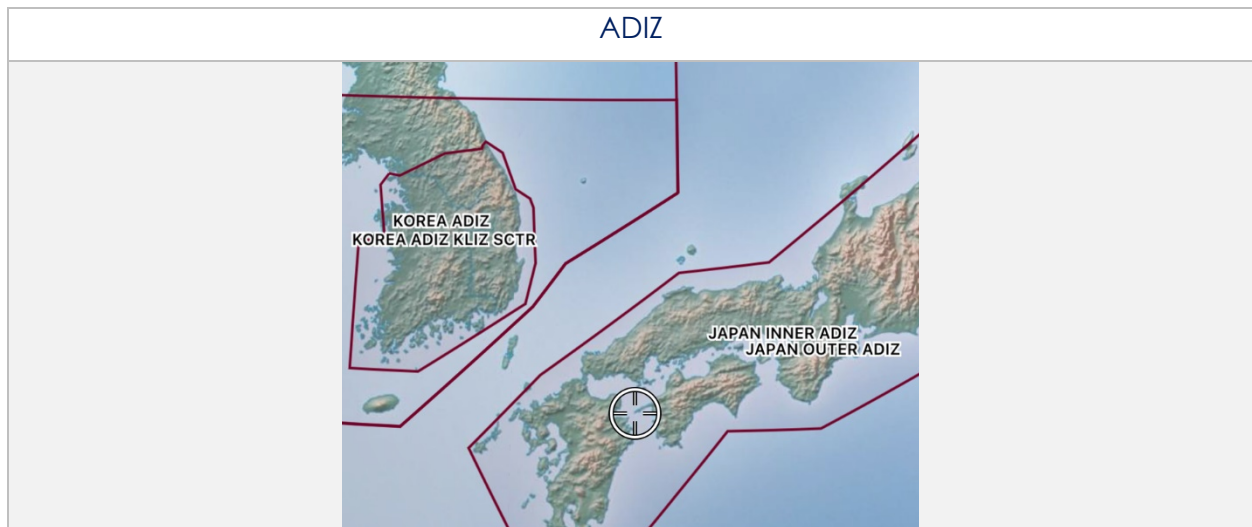 ADIZ
KOREA ADIZ
KOREA ADIZ KLIZ SCTR
JAPAN INNER ADIZ
JAPAN OUTER ADIZ